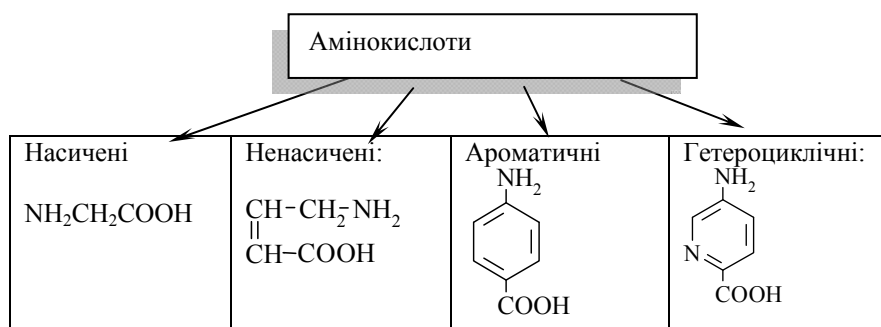 Амінокислоти
Насичені
NH₂CH₂COOH
Ненасичені:
CH-CH₂-NH₂
CH-COOH
Ароматичні
NH₂
COOH
Гетероциклічні:
NH₂
N
COOH